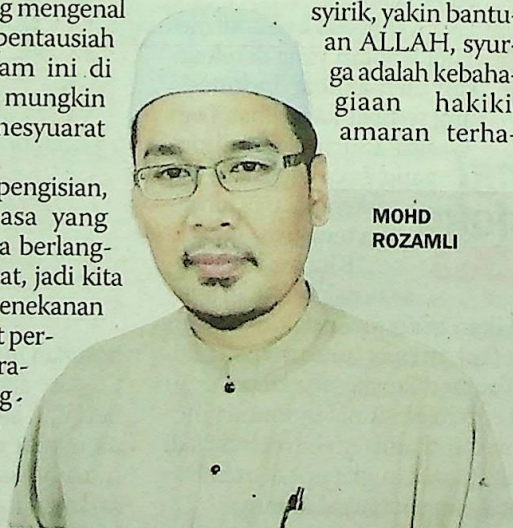 g mengenal
pentausiah
am ini di
mungkin
nesyuarat
pengisian,
asa yang
a berlang-
at, jadi kita
enekanan
t per-
ra-
g-
syirik, yakin bantu-
an ALLAH, syur-
ga adalah kebaha-
giaan hakiki
amaran terha-
MOHD
ROZAMLI